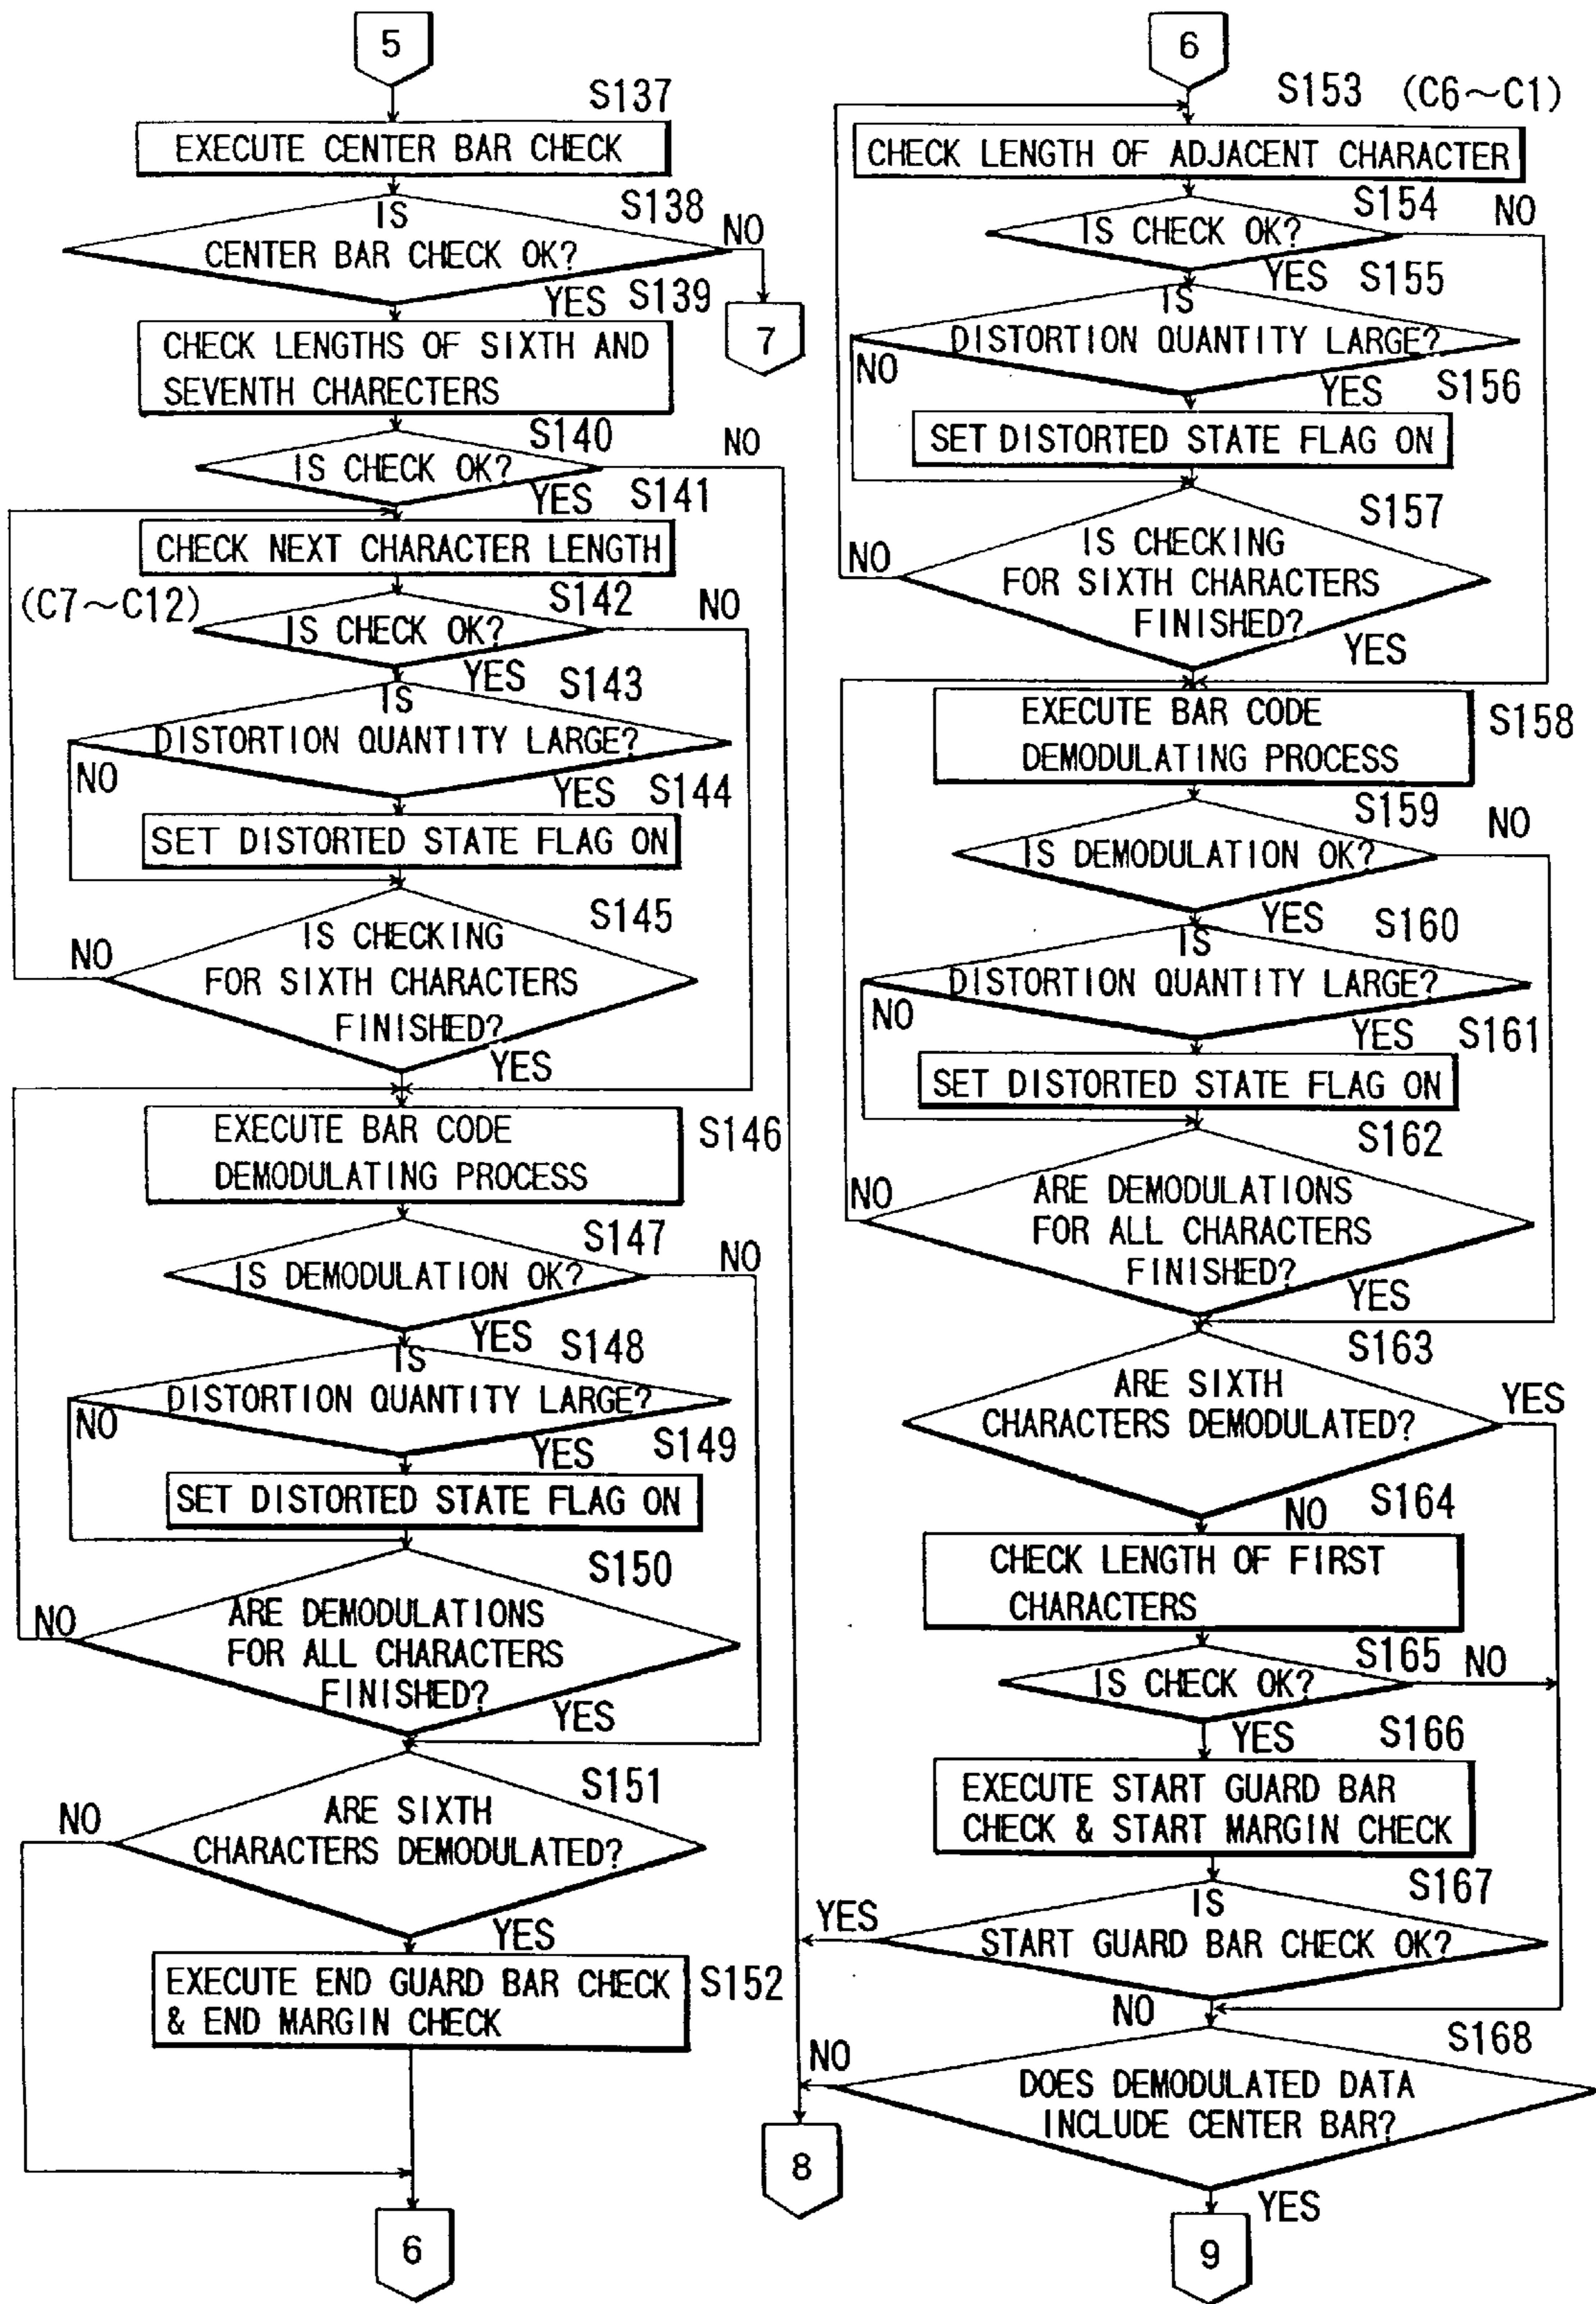 5
S137
EXECUTE CENTER BAR CHECK
S138
IS
CENTER BAR CHECK OK?
NO
YES
7
S139
CHECK LENGTHS OF SIXTH AND
SEVENTH CHARECTERS
S140
IS CHECK OK?
NO
YES
S141
CHECK NEXT CHARACTER LENGTH
(C7~C12)
S142
IS CHECK OK?
NO
YES
S143
IS
DISTORTION QUANTITY LARGE?
NO
YES
S144
SET DISTORTED STATE FLAG ON
S145
IS CHECKING
FOR SIXTH CHARACTERS
FINISHED?
NO
YES
EXECUTE BAR CODE
DEMODULATING PROCESS
S146
S147
IS DEMODULATION OK?
NO
YES
S148
IS
DISTORTION QUANTITY LARGE?
NO
YES
S149
SET DISTORTED STATE FLAG ON
S150
ARE DEMODULATIONS
FOR ALL CHARACTERS
FINISHED?
NO
YES
S151
ARE SIXTH
CHARACTERS DEMODULATED?
NO
YES
EXECUTE END GUARD BAR CHECK
& END MARGIN CHECK
S152
6
6
S153 (C6~C1)
CHECK LENGTH OF ADJACENT CHARACTER
S154
IS CHECK OK?
NO
YES
S155
IS
DISTORTION QUANTITY LARGE?
NO
YES
S156
SET DISTORTED STATE FLAG ON
S157
IS CHECKING
FOR SIXTH CHARACTERS
FINISHED?
NO
YES
EXECUTE BAR CODE
DEMODULATING PROCESS
S158
S159
IS DEMODULATION OK?
NO
YES
S160
IS
DISTORTION QUANTITY LARGE?
NO
YES
S161
SET DISTORTED STATE FLAG ON
S162
ARE DEMODULATIONS
FOR ALL CHARACTERS
FINISHED?
NO
YES
S163
ARE SIXTH
CHARACTERS DEMODULATED?
YES
NO
S164
CHECK LENGTH OF FIRST
CHARACTERS
S165
IS CHECK OK?
NO
YES
S166
EXECUTE START GUARD BAR
CHECK & START MARGIN CHECK
S167
IS
START GUARD BAR CHECK OK?
YES
NO
S168
DOES DEMODULATED DATA
INCLUDE CENTER BAR?
NO
YES
8
9